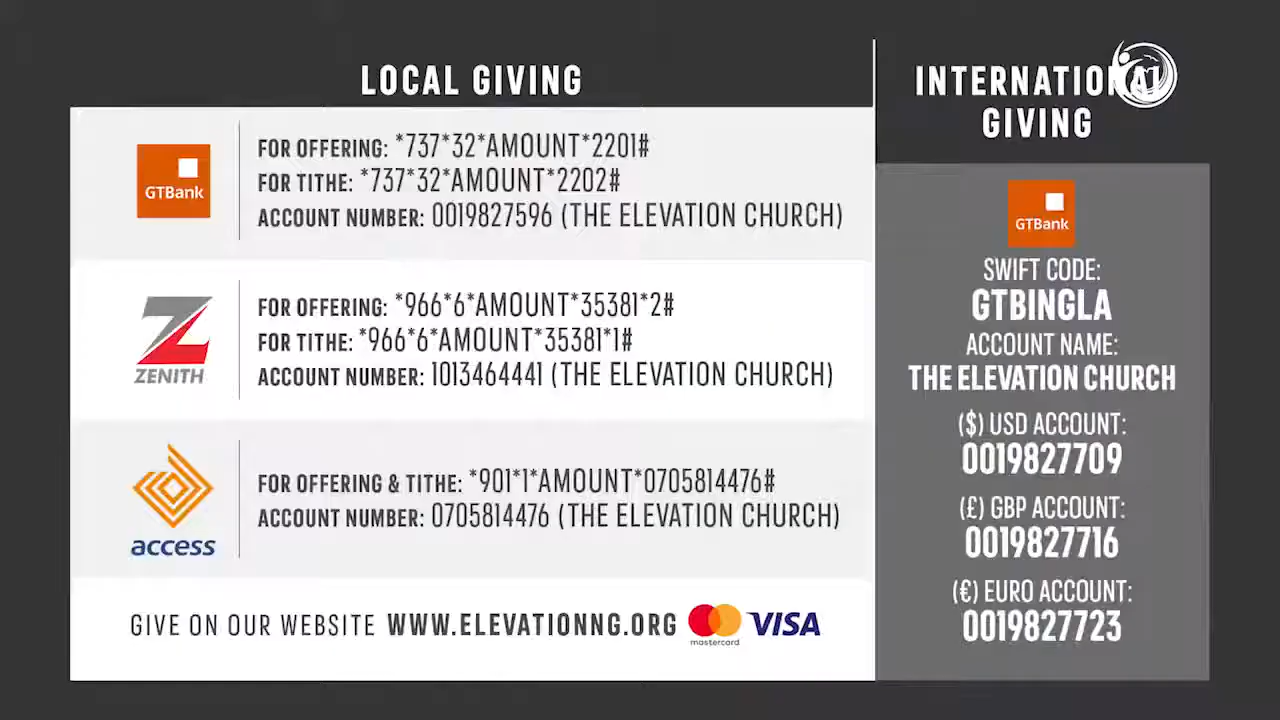 LOCAL GIVING
GTBank
FOR OFFERING: *737*32*AMOUNT*2201#
FOR TITHE: *737*32*AMOUNT*2202#
ACCOUNT NUMBER: 0019827596 (THE ELEVATION CHURCH)
ZENITH
FOR OFFERING: *966*6*AMOUNT*35381*2#
FOR TITHE: *966*6*AMOUNT*35381*1#
ACCOUNT NUMBER: 1013464441 (THE ELEVATION CHURCH)
access
FOR OFFERING & TITHE: *901*1*AMOUNT*0705814476#
ACCOUNT NUMBER: 0705814476 (THE ELEVATION CHURCH)
GIVE ON OUR WEBSITE WWW.ELEVATIONNG.ORG
mastercard
VISA
INTERNATIONAL
GIVING
GTBank
SWIFT CODE:
GTBINGLA
ACCOUNT NAME:
THE ELEVATION CHURCH
($) USD ACCOUNT:
0019827709
(£) GBP ACCOUNT:
0019827716
(€) EURO ACCOUNT:
0019827723